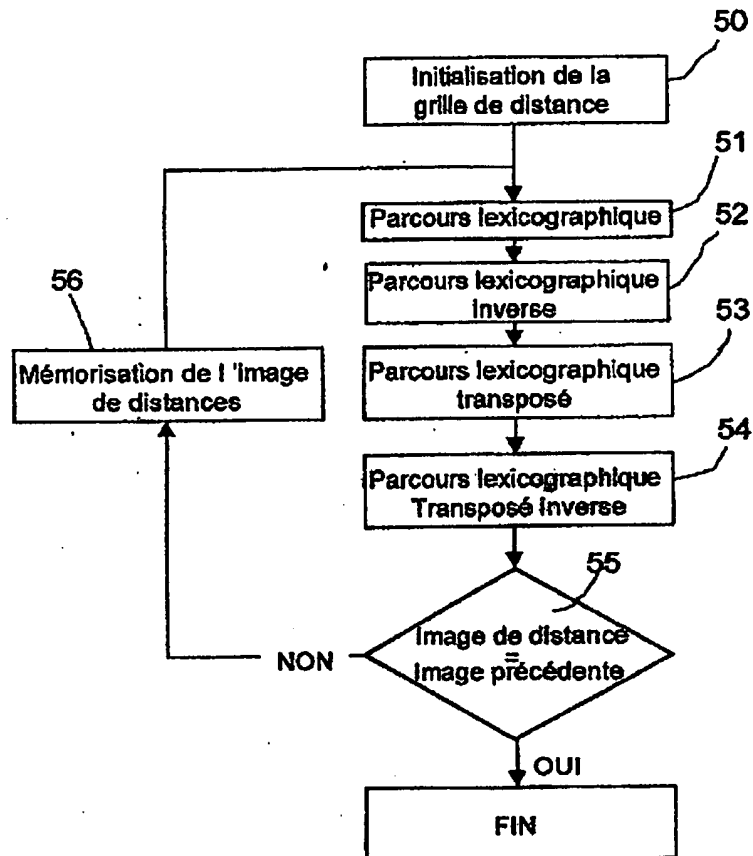 50
Initialisation de la
grille de distance
51
Parcours lexicographique
52
Parcours lexicographique
Inverse
53
Parcours lexicographique
transposé
54
Parcours lexicographique
Transposé Inverse
55
Image de distance
=
Image précédente
NON
56
Mémorisation de l 'Image
de distances
OUI
FIN